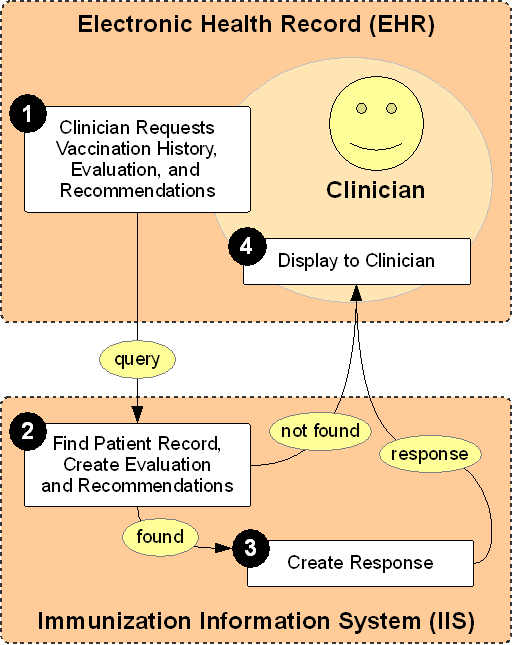 Electronic Health Record (EHR)
1
Clinician Requests
Vaccination History,
Evaluation, and
Recommendations
Clinician
4
Display to Clinician
query
2
Find Patient Record,
Create Evaluation
and Recommendations
not found
response
found
3
Create Response
Immunization Information System (IIS)